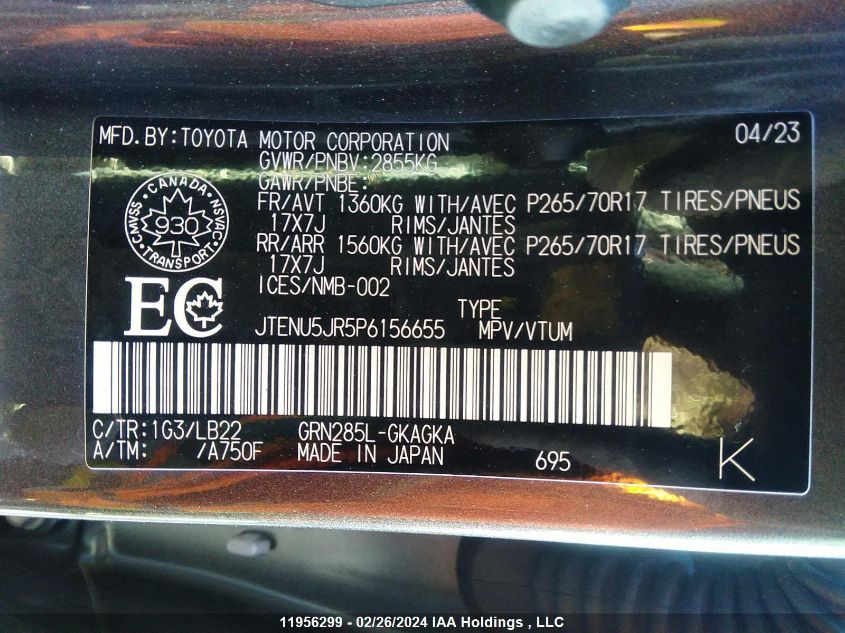 MFD.BY:TOYOTA MOTOR CORPORATION 04/23
GVWR/PNBV:2855KG
GAWR/PNBE:
FR/AVT 1360KG WITH/AVEC P265/70R17 TIRES/PNEUS
17X7J RIMS/JANTES
RR/ARR 1560KG WITH/AVEC P265/70R17 TIRES/PNEUS
17X7J RIMS/JANTES
ICES/NMB-002
CANADA
CMVSS 930 NSVAC
TRANSPORT
EC
TYPE
JTENU5JR5P6156655 MPV/VTUM
C/TR:1G3/LB22 GRN285L-GKAGKA
A/TM: /A750F MADE IN JAPAN 695 K
11956299 - 02/26/2024 IAA Holdings , LLC